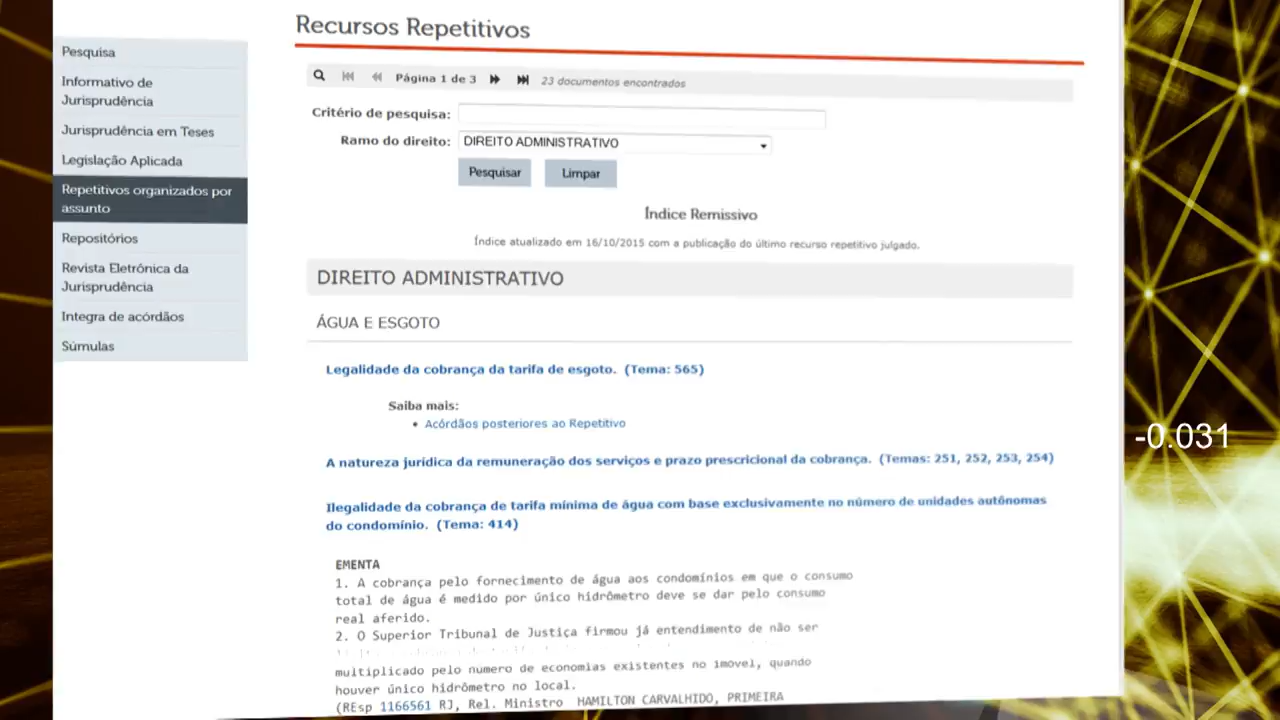 Recursos Repetitivos
Pesquisa
Informativo de
Jurisprudência
Jurisprudência em Teses
Legislação Aplicada
Repetitivos organizados por
assunto
Repositórios
Revista Eletrônica da
Jurisprudência
Integra de acórdãos
Súmulas
Página 1 de 3
23 documentos encontrados
Critério de pesquisa:
Ramo do direito: DIREITO ADMINISTRATIVO
Pesquisar Limpar
Índice Remissivo
Índice atualizado em 16/10/2015 com a publicação do último recurso repetitivo julgado.
DIREITO ADMINISTRATIVO
ÁGUA E ESGOTO
Legalidade da cobrança da tarifa de esgoto. (Tema: 565)
Saiba mais:
• Acórdãos posteriores ao Repetitivo
-0.031
A natureza jurídica da remuneração dos serviços e prazo prescricional da cobrança. (Temas: 251, 252, 253, 254)
Ilegalidade da cobrança de tarifa mínima de água com base exclusivamente no número de unidades autônomas
do condomínio. (Tema: 414)
EMENTA
1. A cobrança pelo fornecimento de água aos condomínios em que o consumo
total de água é medido por único hidrômetro deve se dar pelo consumo
real aferido.
2. O Superior Tribunal de Justiça firmou já entendimento de não ser
multiplicado pelo numero de economias existentes no imovel, quando
houver único hidrômetro no local.
(REsp 1166561 RJ, Rel. Ministro HAMILTON CARVALHIDO, PRIMEIRA